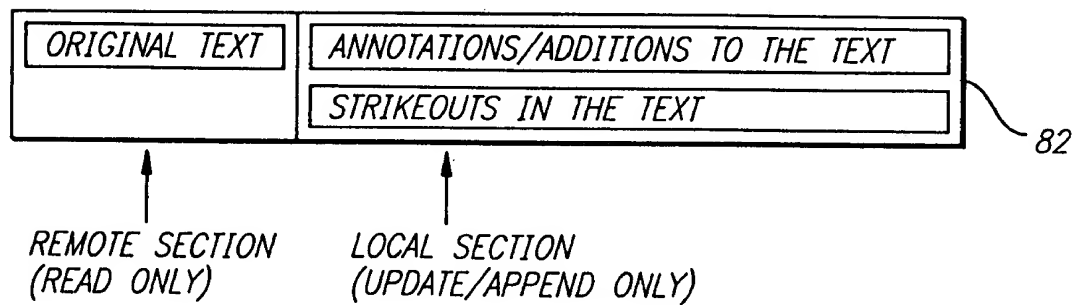 ORIGINAL TEXT
ANNOTATIONS/ADDITIONS TO THE TEXT
STRIKEOUTS IN THE TEXT
82
REMOTE SECTION
(READ ONLY)
LOCAL SECTION
(UPDATE/APPEND ONLY)